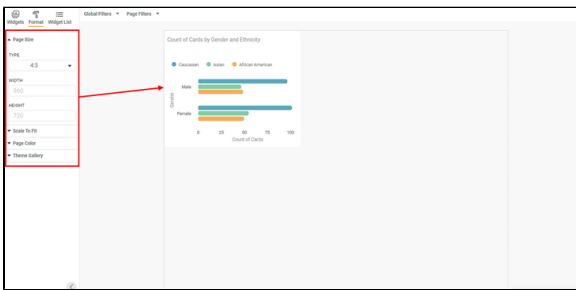 Widgets Format Widget List
Global Filters Page Filters
Page Size
TYPE
4:3
WIDTH
960
HEIGHT
720
Scale To Fit
Page Color
Theme Gallery
Count of Cards by Gender and Ethnicity
Caucasian Asian African American
Gender
Male
Female
0 25 50 75 100
Count of Cards